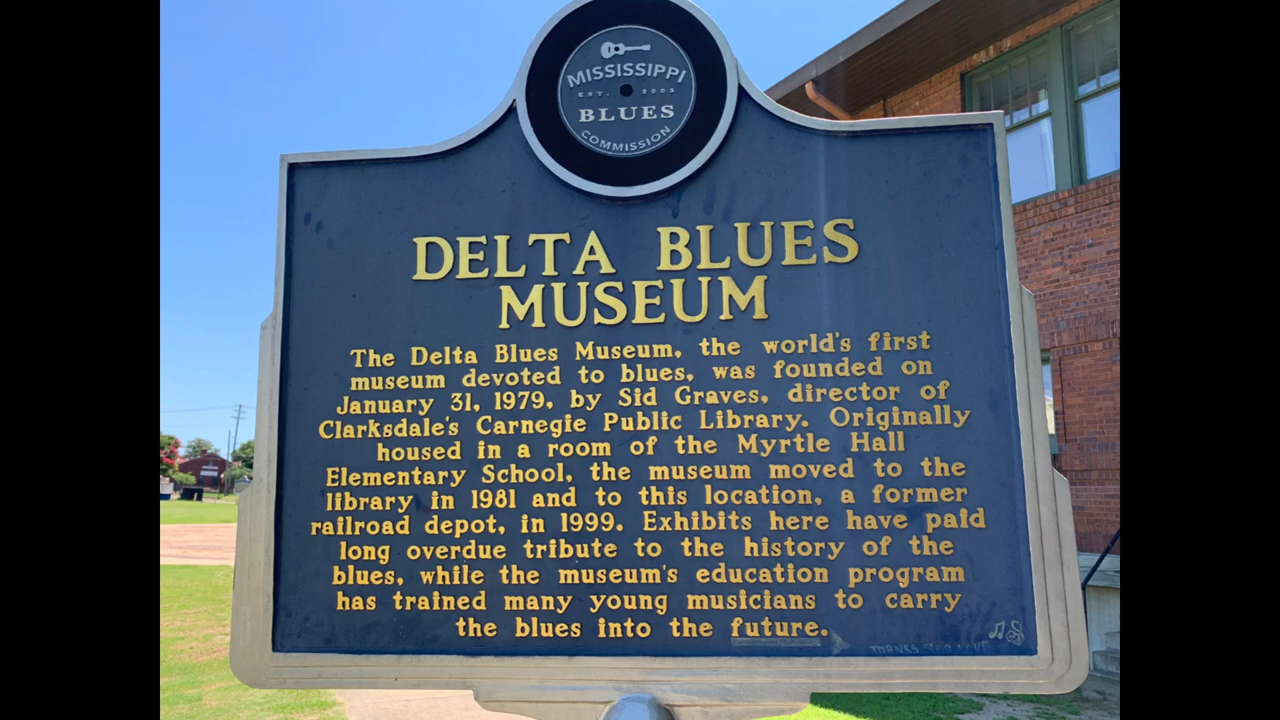 MISSISSIPPI
EST. 2003
BLUES
COMMISSION
DELTA BLUES
MUSEUM
The Delta Blues Museum, the world's first
museum devoted to blues, was founded on
January 31, 1979, by Sid Graves, director of
Clarksdale's Carnegie Public Library. Originally
housed in a room of the Myrtle Hall
Elementary School, the museum moved to the
library in 1981 and to this location, a former
railroad depot, in 1999. Exhibits here have paid
long overdue tribute to the history of the
blues, while the museum's education program
has trained many young musicians to carry
the blues into the future.
THANKS